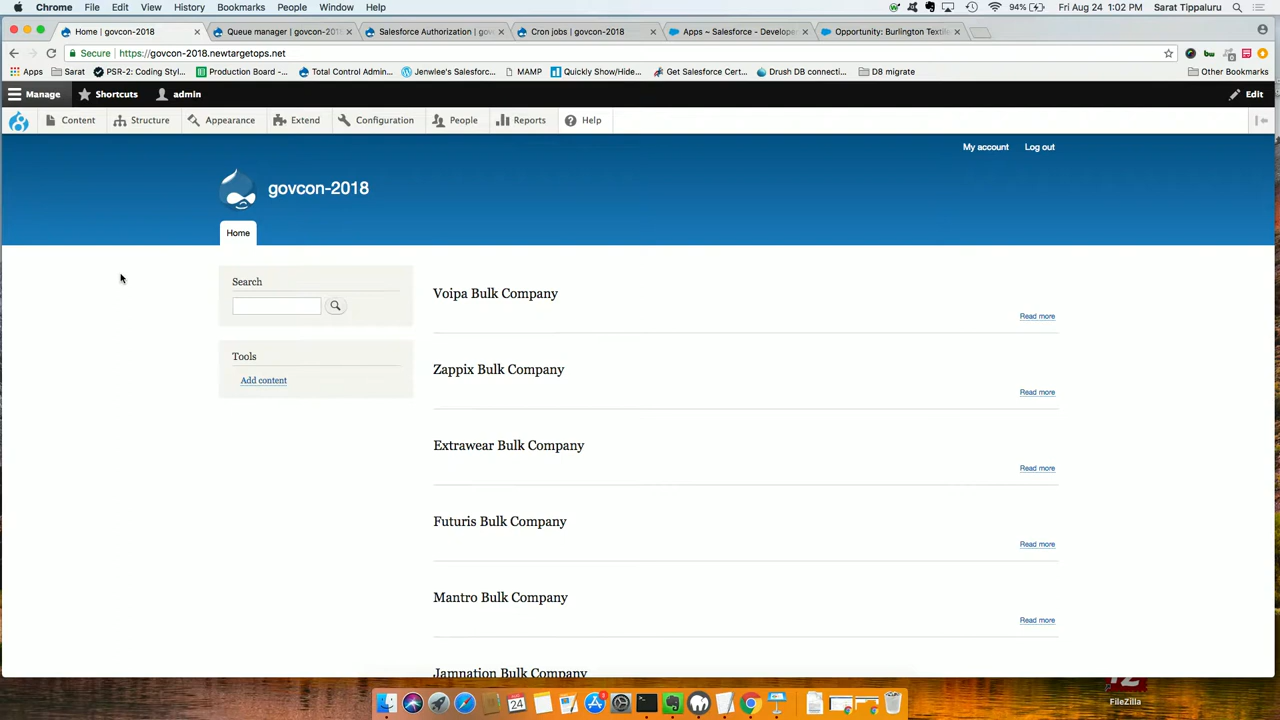 Chrome File Edit View History Bookmarks People Window Help 94% Fri Aug 24 1:02 PM Sarat Tippaluru
Home | govcon-2018 Queue manager | govcon-2018 Salesforce Authorization | gov Cron jobs | govcon-2018 Apps ~ Salesforce - Develope Opportunity: Burlington Textile
Secure https://govcon-2018.newtargetops.net
Apps Sarat PSR-2: Coding Styl... Production Board -... Total Control Admin... Jenwlee's Salesforc... MAMP Quickly Show/Hide... Get Salesforce Cert... Drush DB connecti... D8 migrate Other Bookmarks
Manage Shortcuts admin Edit
Content Structure Appearance Extend Configuration People Reports Help
My account Log out
govcon-2018
Home
Search
Tools
Add content
Voipa Bulk Company
Read more
Zappix Bulk Company
Read more
Extrawear Bulk Company
Read more
Futuris Bulk Company
Read more
Mantro Bulk Company
Read more
Jamnation Bulk Company
24
FileZilla